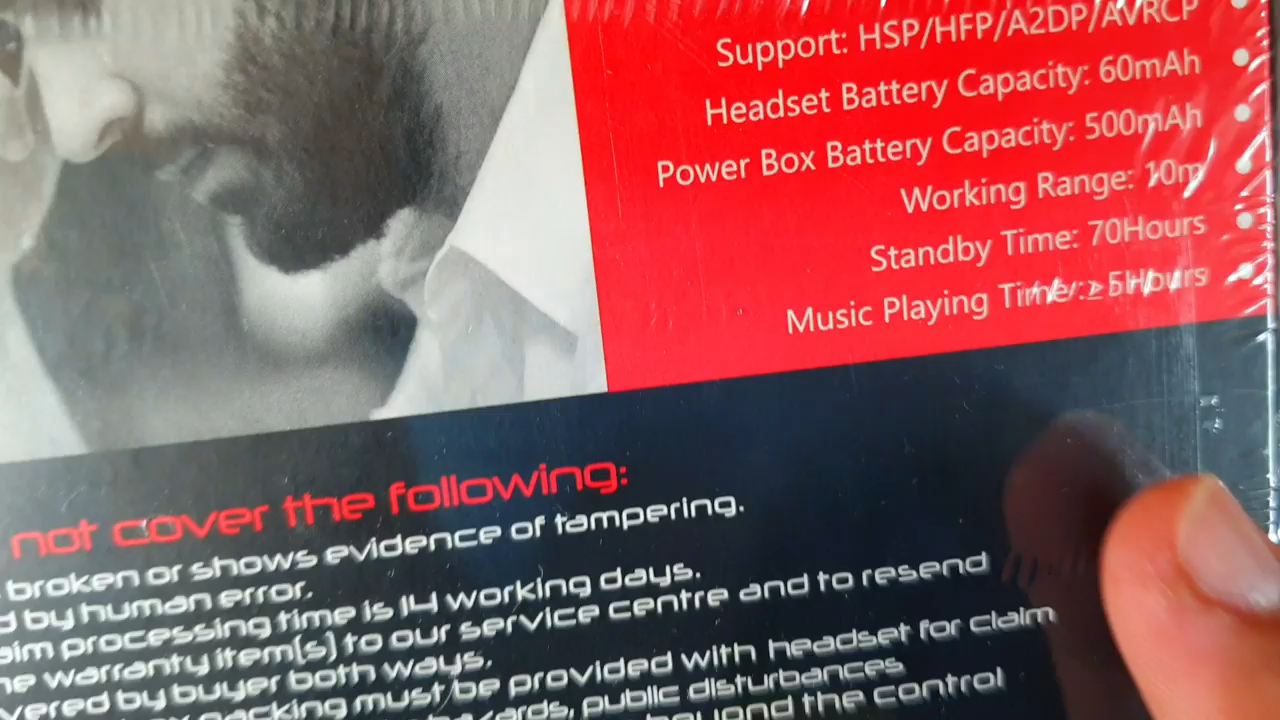 Support: HSP/HFP/A2DP/AVRCP
Headset Battery Capacity: 60mAh
Power Box Battery Capacity: 500mAh
Working Range: 10m
Standby Time: 70Hours
Music Playing Time: ≥5Hours
not cover the following:
broken or shows evidence of tampering.
by human error.
processing time is 14 working days.
warranty item(s) to our service centre and to resend
by buyer both ways.
packing must be provided with headset for claim
public disturbances
beyond the control